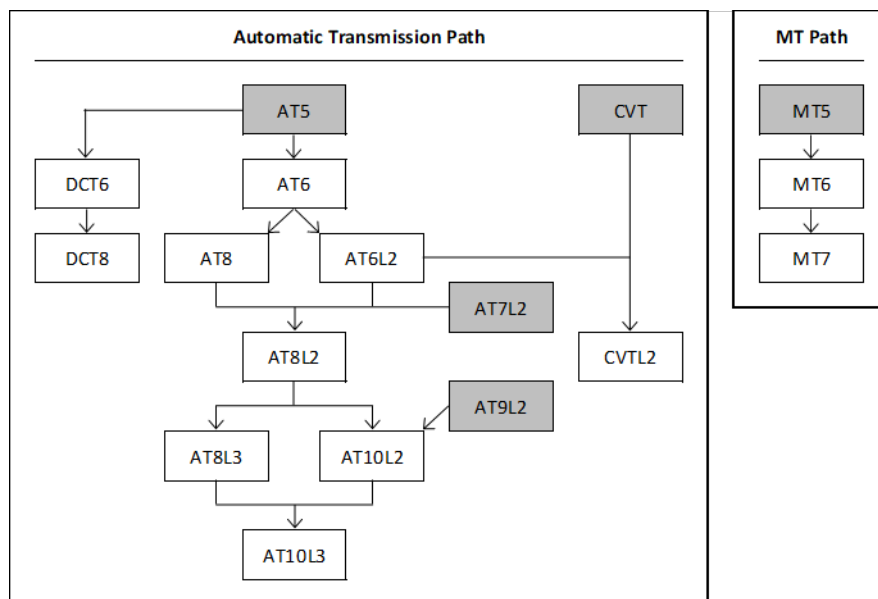 Automatic Transmission Path
MT Path
AT5
CVT
MT5
DCT6
AT6
MT6
DCT8
AT8
AT6L2
MT7
AT7L2
AT8L2
CVTL2
AT9L2
AT8L3
AT10L2
AT10L3